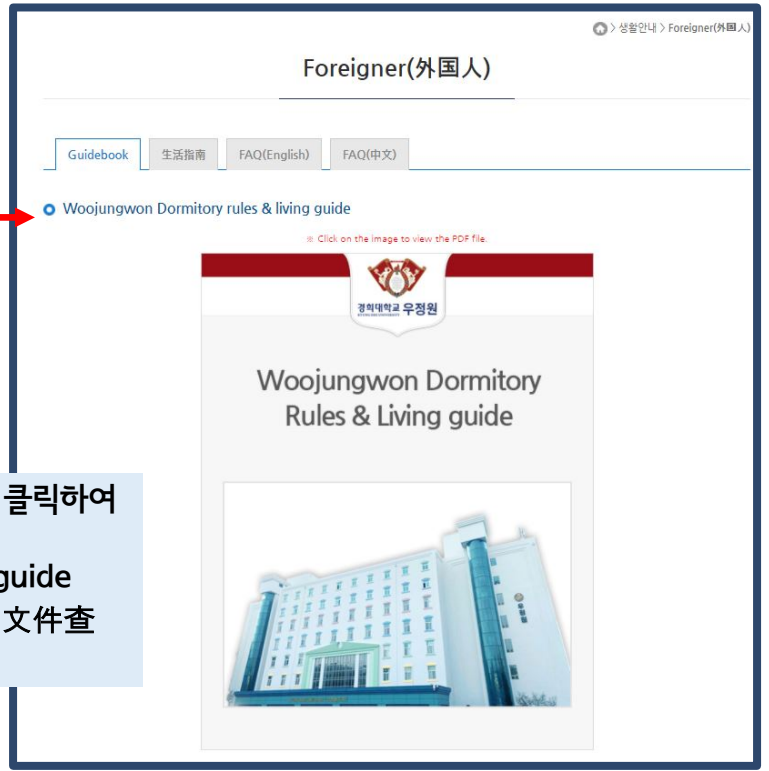 > 생활안내 > Foreigner(外国人)
Foreigner(外国人)
Guidebook 生活指南 FAQ(English) FAQ(中文)
Woojungwon Dormitory rules & living guide
※ Click on the image to view the PDF file.
경희대학교 우정원
Woojungwon Dormitory
Rules & Living guide
우정원
클릭하여
guide
文件查